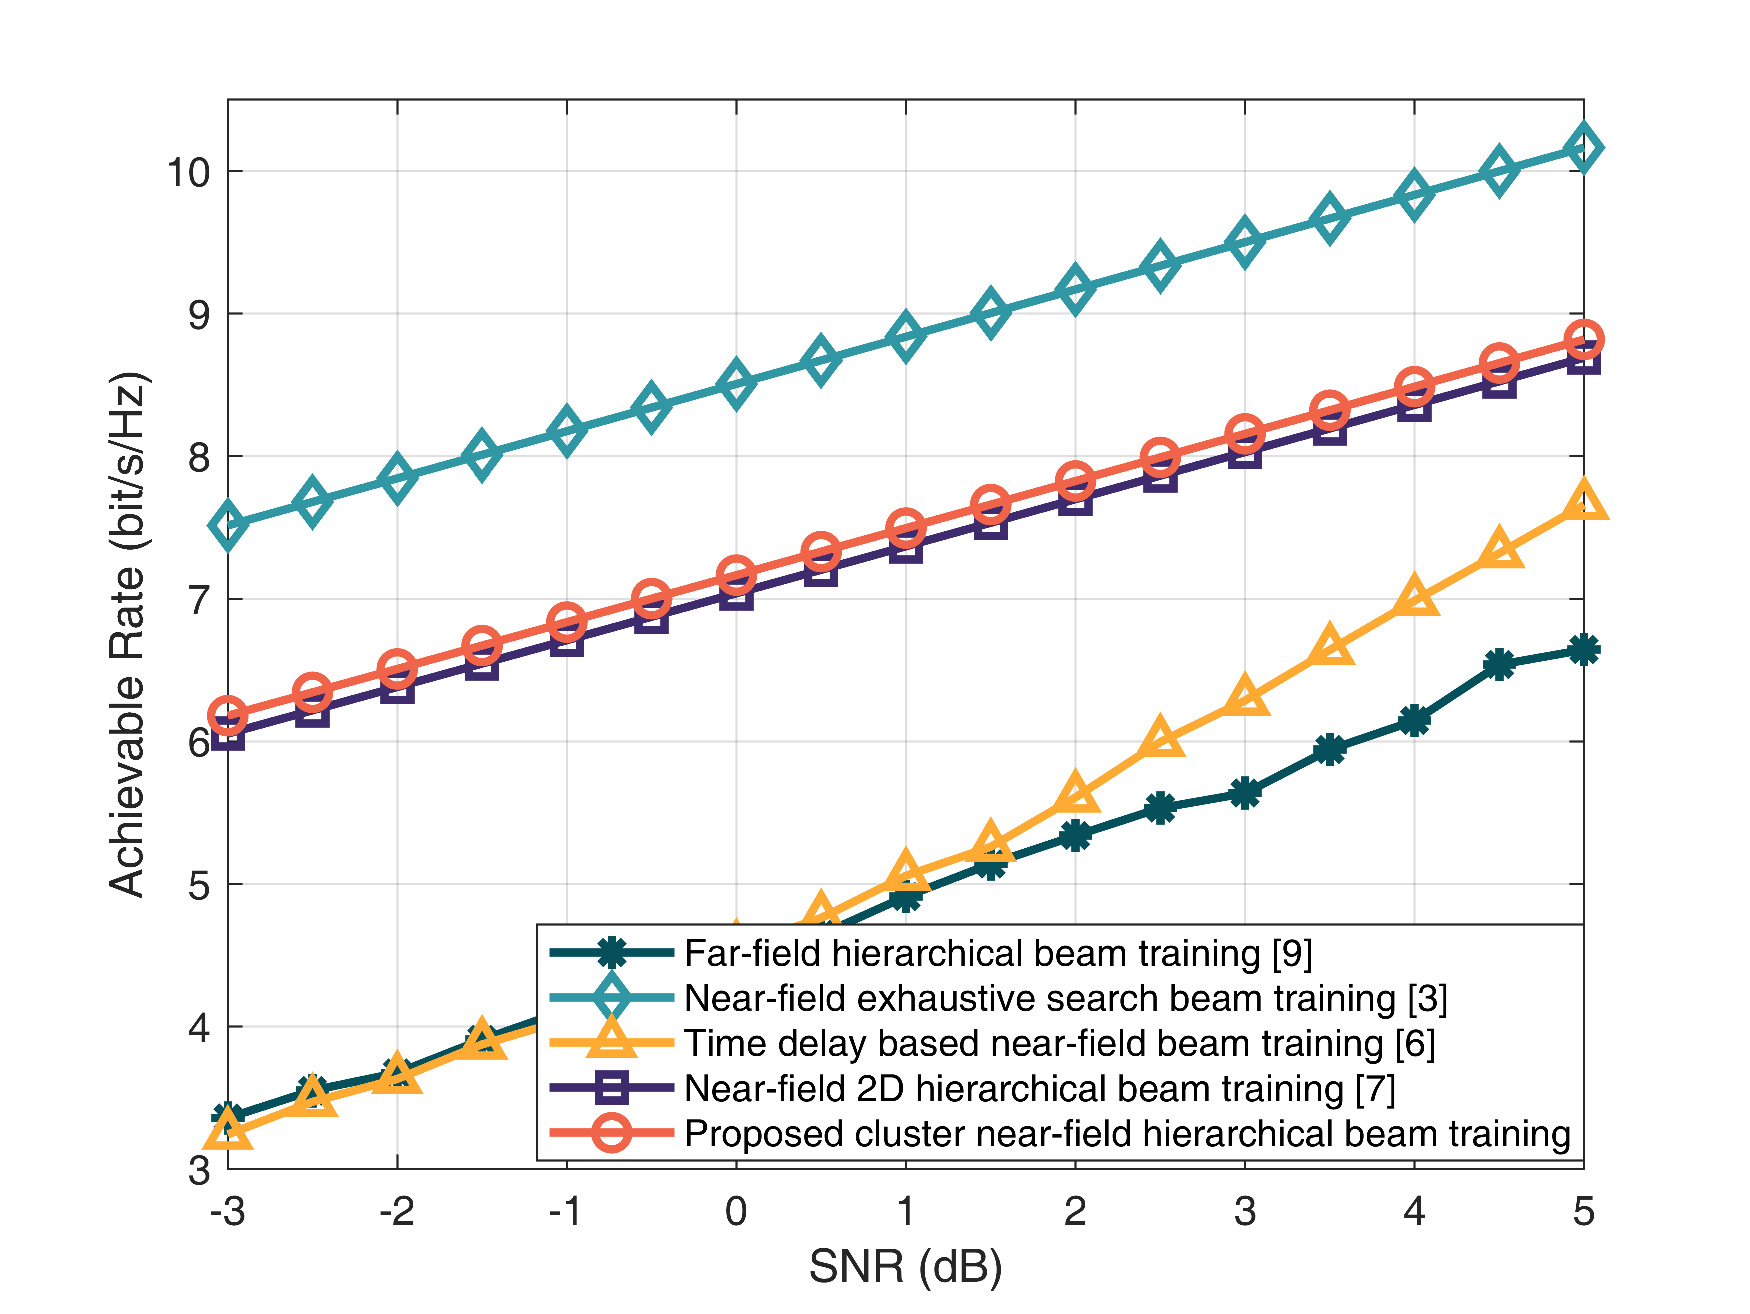 10
9
8
7
6
5
4
3
Achievable Rate (bit/s/Hz)
Far-field hierarchical beam training [9]
Near-field exhaustive search beam training [3]
Time delay based near-field beam training [6]
Near-field 2D hierarchical beam training [7]
Proposed cluster near-field hierarchical beam training
-3 -2 -1 0 1 2 3 4 5
SNR (dB)